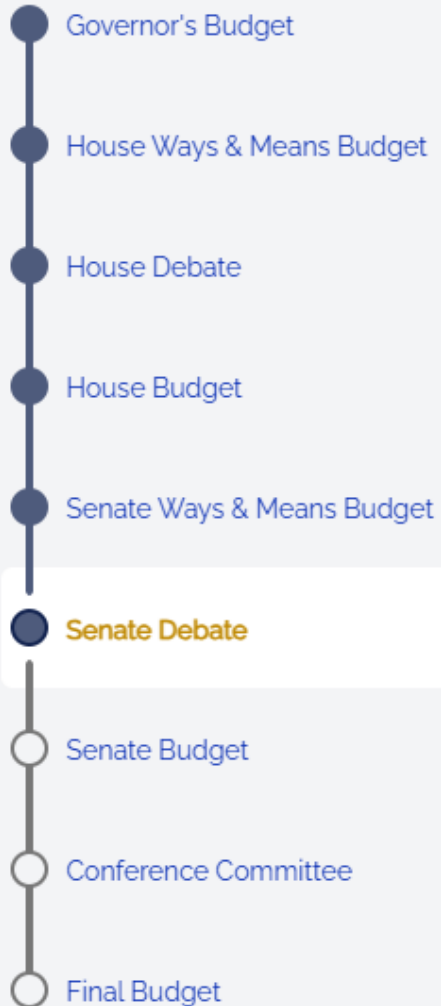 Governor's Budget
House Ways & Means Budget
House Debate
House Budget
Senate Ways & Means Budget
Senate Debate
Senate Budget
Conference Committee
Final Budget